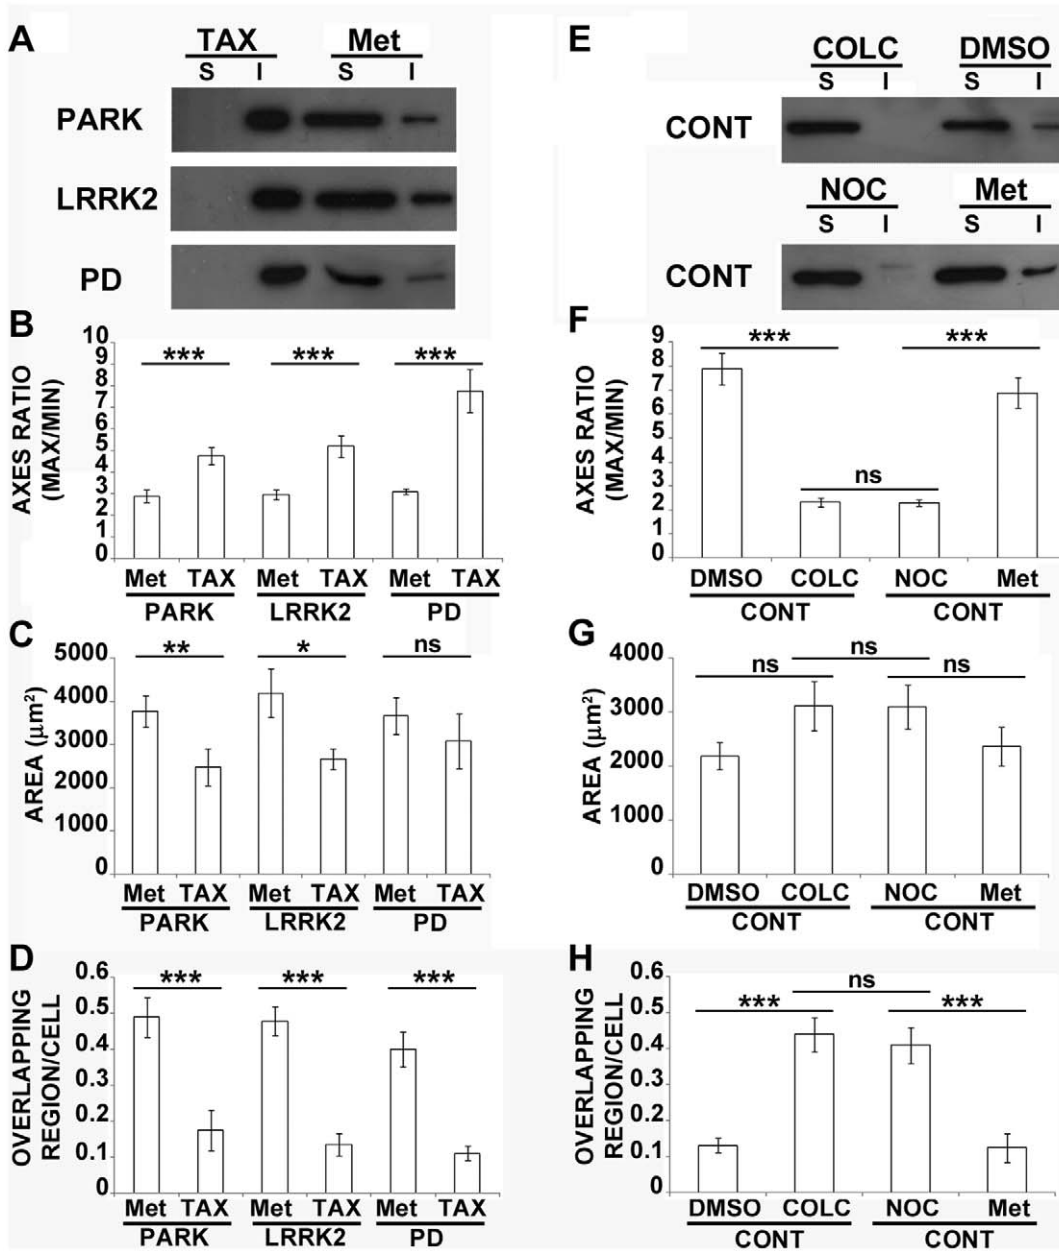 A
TAX Met
S I S I
PARK
LRRK2
PD
B
AXES RATIO
(MAX/MIN)
10
9
8
7
6
5
4
3
2
1
0
*** *** ***
Met TAX Met TAX Met TAX
PARK LRRK2 PD
C
AREA (μm²)
5000
4000
3000
2000
1000
0
** * ns
Met TAX Met TAX Met TAX
PARK LRRK2 PD
D
OVERLAPPING
REGION/CELL
0.6
0.5
0.4
0.3
0.2
0.1
0
*** *** ***
Met TAX Met TAX Met TAX
PARK LRRK2 PD
E
COLC DMSO
S I S I
CONT
NOC Met
S I S I
CONT
F
AXES RATIO
(MAX/MIN)
9
8
7
6
5
4
3
2
1
0
*** ***
ns
DMSO COLC NOC Met
CONT CONT
G
AREA (μm²)
4000
3000
2000
1000
0
ns
ns ns
DMSO COLC NOC Met
CONT CONT
H
OVERLAPPING
REGION/CELL
0.6
0.5
0.4
0.3
0.2
0.1
0
ns
*** ***
DMSO COLC NOC Met
CONT CONT